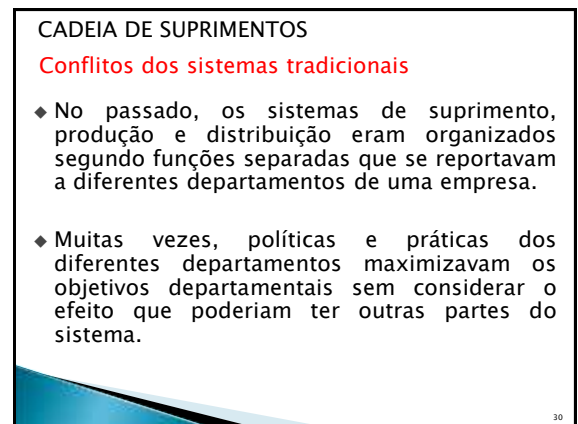 CADEIA DE SUPRIMENTOS
Conflitos dos sistemas tradicionais
◆ No passado, os sistemas de suprimento,
produção e distribuição eram organizados
segundo funções separadas que se reportavam
a diferentes departamentos de uma empresa.
◆ Muitas vezes, políticas e práticas dos
diferentes departamentos maximizavam os
objetivos departamentais sem considerar o
efeito que poderiam ter outras partes do
sistema.
30